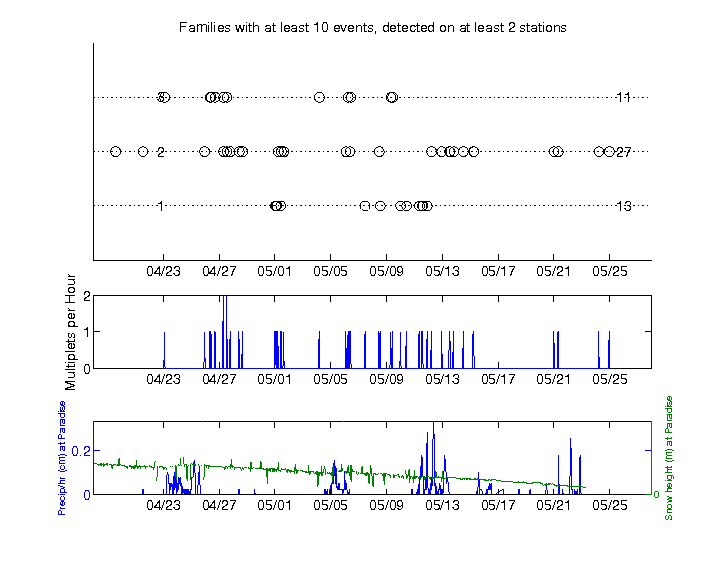 Families with at least 10 events, detected on at least 2 stations
3 11
2 27
1 13
04/23 04/27 05/01 05/05 05/09 05/13 05/17 05/21 05/25
Multiplets per Hour
2
1
0
04/23 04/27 05/01 05/05 05/09 05/13 05/17 05/21 05/25
Precip/hr (cm) at Paradise
0.2
0
Snow height (m) at Paradise
0
04/23 04/27 05/01 05/05 05/09 05/13 05/17 05/21 05/25